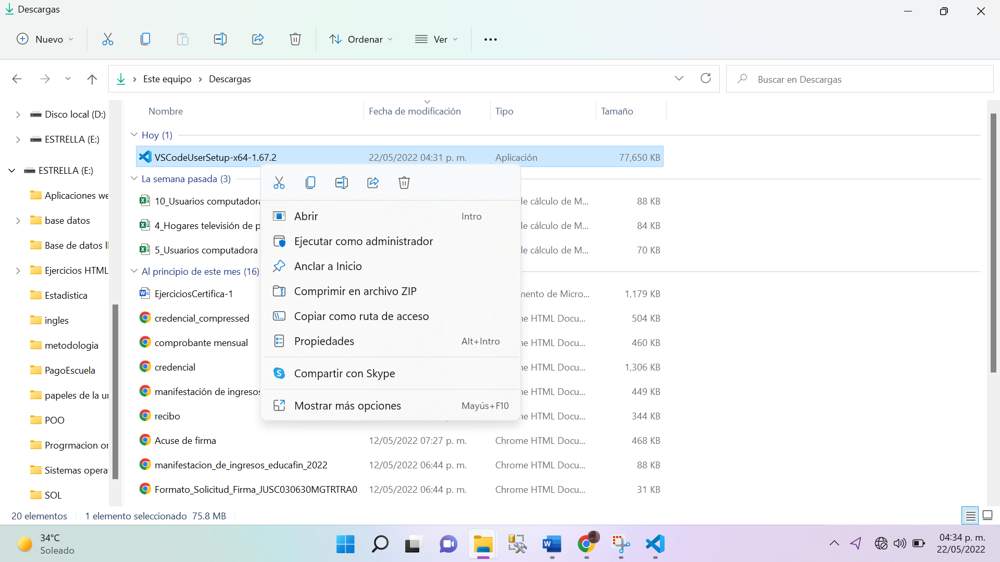 Descargas
Nuevo
Ordenar
Ver
Este equipo
Descargas
Buscar en Descargas
Disco local (D:)
ESTRELLA (E:)
ESTRELLA (E:)
Aplicaciones we
base datos
Base de datos ll
Ejercicios HTML
Estadistica
ingles
metodologia
PagoEscuela
papeles de la un
POO
Progrmacion or
Sistemas opera
SOL
Nombre Fecha de modificación Tipo Tamaño
Hoy (1)
VSCodeUserSetup-x64-1.67.2 22/05/2022 04:31 p. m. Aplicación 77,650 KB
La semana pasada (3)
10_Usuarios computadora le cálculo de M... 88 KB
4_Hogares televisión de p le cálculo de M... 84 KB
5_Usuarios computadora le cálculo de M... 70 KB
Al principio de este mes (16)
EjerciciosCertifica-1 mento de Micro... 1,179 KB
credencial_compressed ne HTML Docu... 504 KB
comprobante mensual ne HTML Docu... 460 KB
credencial ne HTML Docu... 1,306 KB
manifestación de ingresos ne HTML Docu... 449 KB
recibo ne HTML Docu... 344 KB
Acuse de firma 12/05/2022 07:27 p. m. Chrome HTML Docu... 468 KB
manifestacion_de_ingresos_educafin_2022 12/05/2022 06:44 p. m. Chrome HTML Docu... 88 KB
Formato_Solicitud_Firma_JUSC030630MGTRTRA0 12/05/2022 06:44 p. m. Chrome HTML Docu... 31 KB
Abrir Intro
Ejecutar como administrador
Anclar a Inicio
Comprimir en archivo ZIP
Copiar como ruta de acceso
Propiedades Alt+Intro
Compartir con Skype
Mostrar más opciones Mayús+F10
20 elementos 1 elemento seleccionado 75.8 MB
34°C
Soleado
04:34 p. m.
22/05/2022